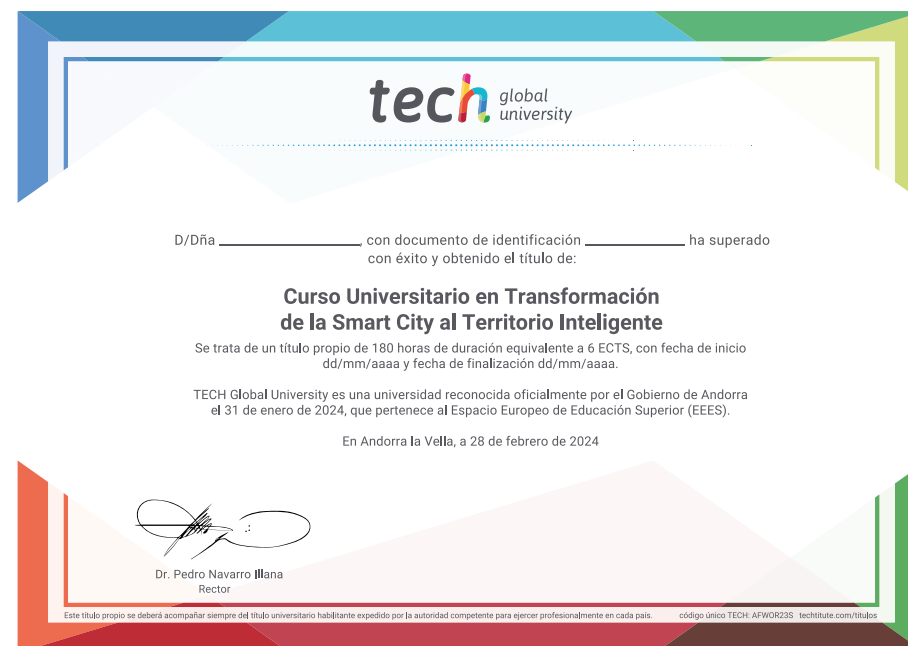 tech global university
D/Dña ____________________, con documento de identificación ______________ ha superado
con éxito y obtenido el título de:
Curso Universitario en Transformación
de la Smart City al Territorio Inteligente
Se trata de un título propio de 180 horas de duración equivalente a 6 ECTS, con fecha de inicio
dd/mm/aaaa y fecha de finalización dd/mm/aaaa.
TECH Global University es una universidad reconocida oficialmente por el Gobierno de Andorra
el 31 de enero de 2024, que pertenece al Espacio Europeo de Educación Superior (EEES).
En Andorra la Vella, a 28 de febrero de 2024
Dr. Pedro Navarro Illana
Rector
Este título propio se deberá acompañar siempre del título universitario habilitante expedido por la autoridad competente para ejercer profesionalmente en cada país. código único TECH: AFWOR23S techtitute.com/titulos